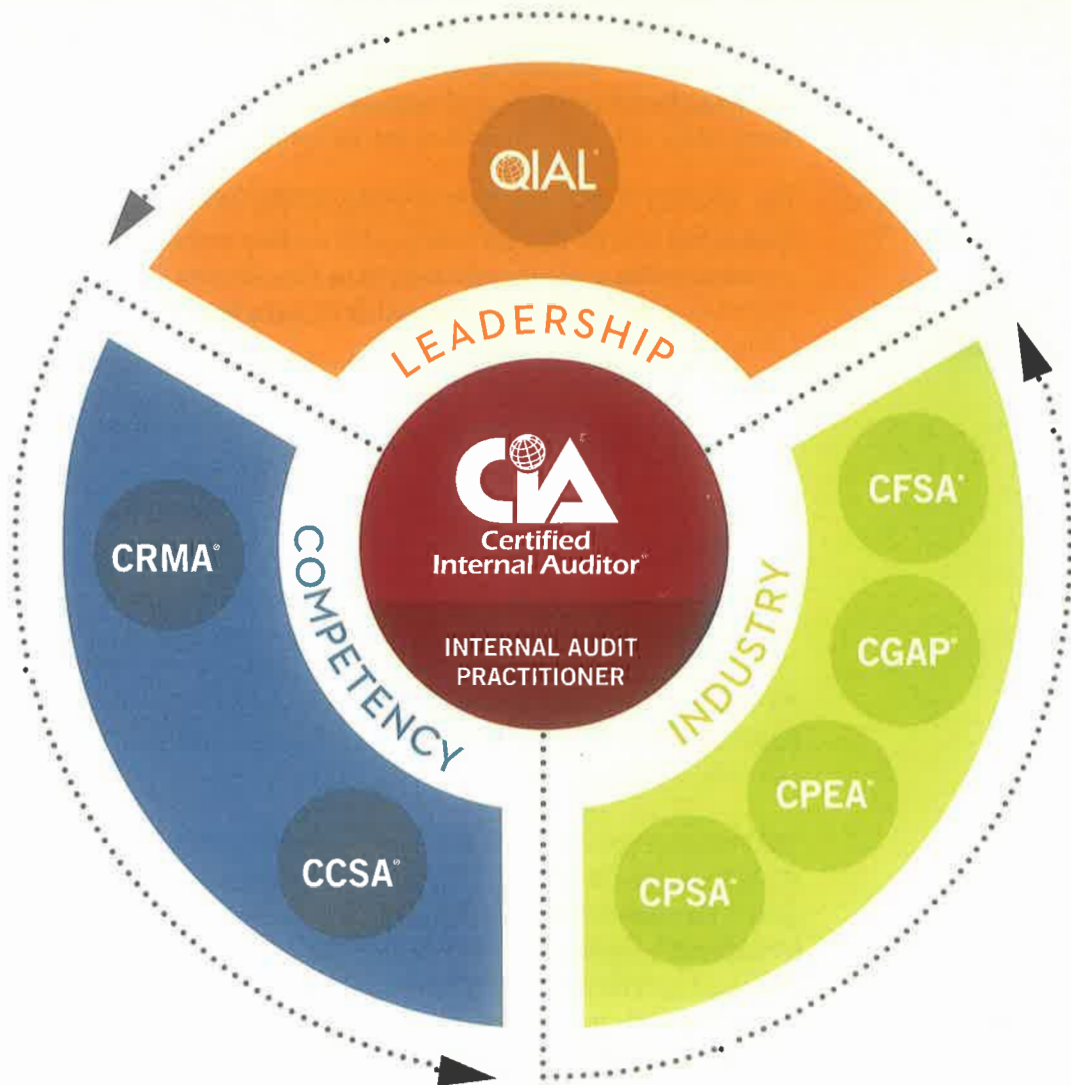 QIAL
LEADERSHIP
CIA
Certified
Internal Auditor
INTERNAL AUDIT
PRACTITIONER
COMPETENCY
CRMA®
CCSA®
INDUSTRY
CFSA®
CGAP®
CPEA®
CPSA®